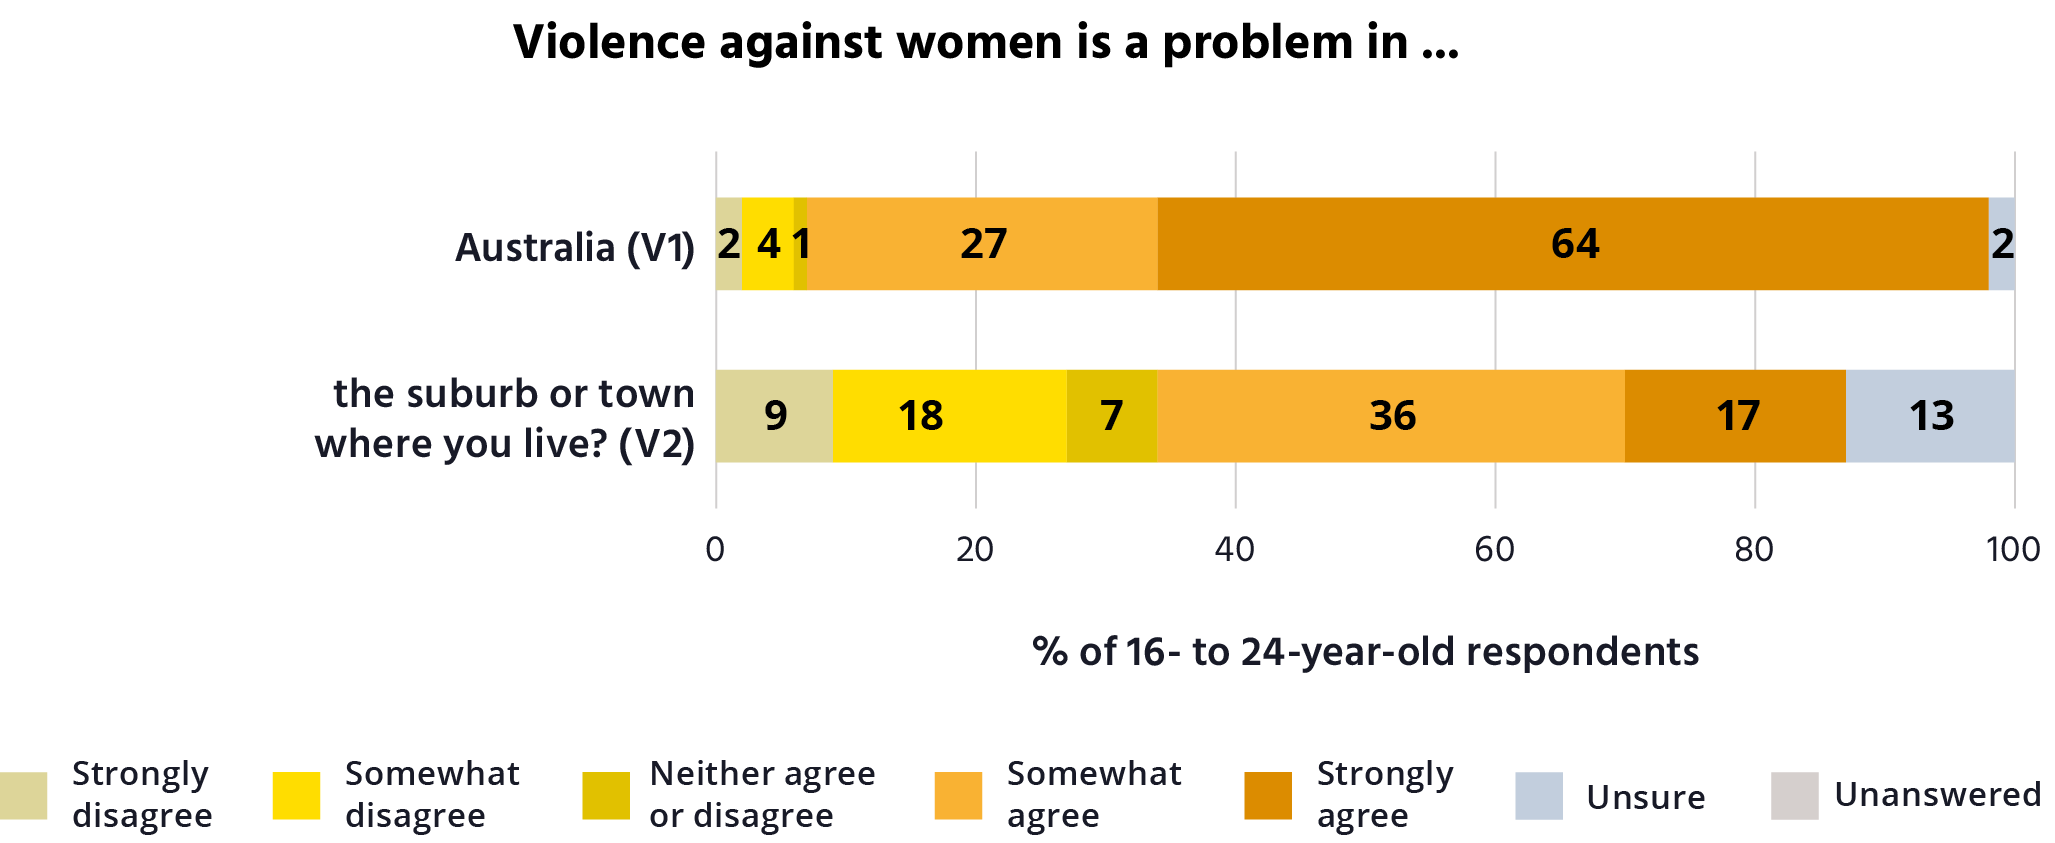 Violence against women is a problem in ...
Australia (V1)
2 4 1 27 64 2
the suburb or town
where you live? (V2)
9 18 7 36 17 13
0 20 40 60 80 100
% of 16- to 24-year-old respondents
Strongly
disagree
Somewhat
disagree
Neither agree
or disagree
Somewhat
agree
Strongly
agree
Unsure
Unanswered